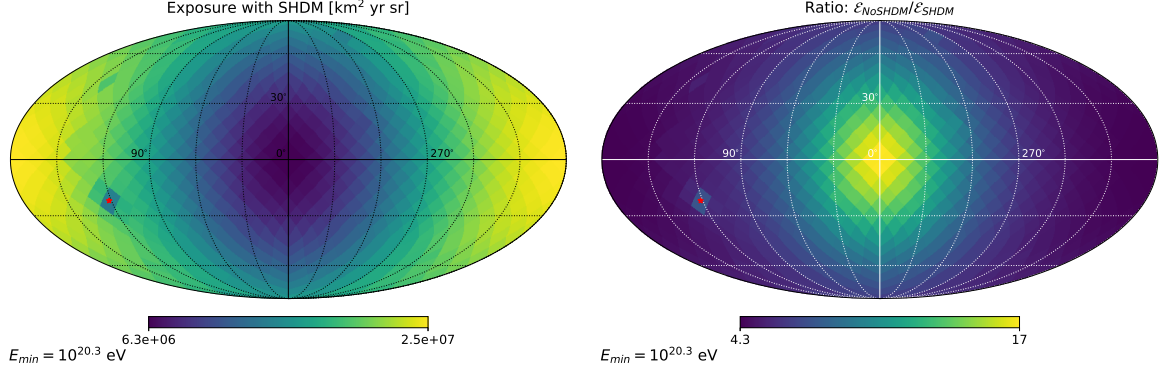 Exposure with SHDM [km² yr sr]
30°
90°
0°
270°
6.3e+06
2.5e+07
E_min = 10^20.3 eV
Ratio: ℰ_NoSHDM/ℰ_SHDM
30°
90°
0°
270°
4.3
17
E_min = 10^20.3 eV